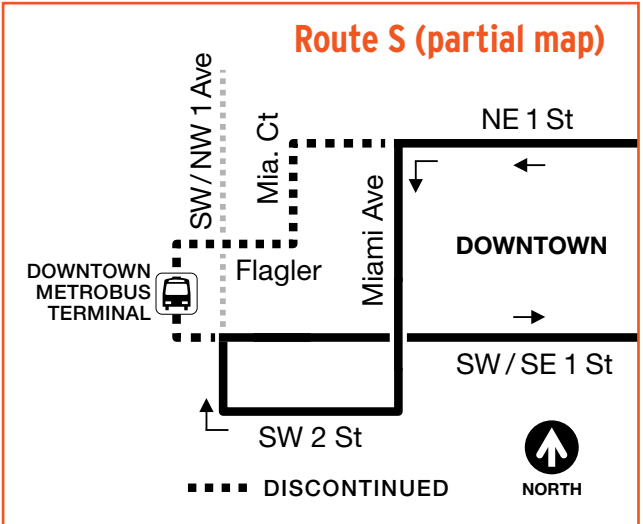 Route S (partial map)
SW/NW 1 Ave
Mia. Ct
NE 1 St
Miami Ave
DOWNTOWN
Flagler
DOWNTOWN
METROBUS
TERMINAL
SW/SE 1 St
SW 2 St
DISCONTINUED
NORTH